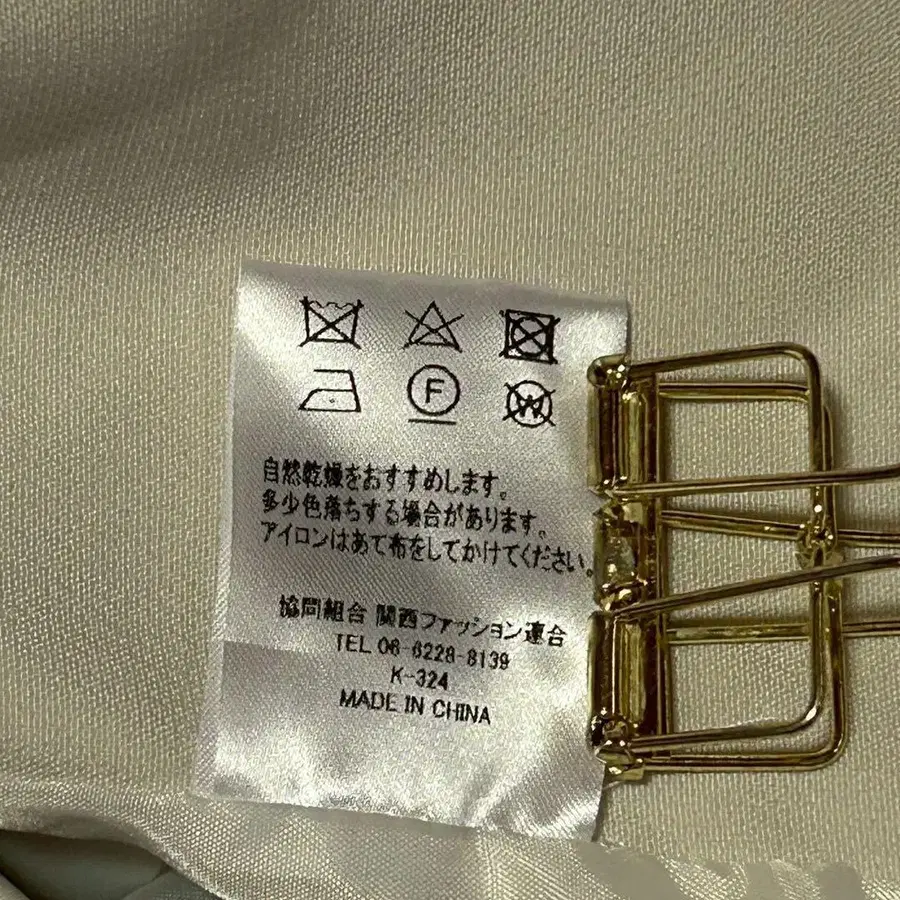 F
W
自然乾燥をおすすめします。
多少色落ちする場合があります。
アイロンはあて布をしてかけてください。
協同組合 関西ファッション連合
TEL 06-6228-8139
K-324
MADE IN CHINA